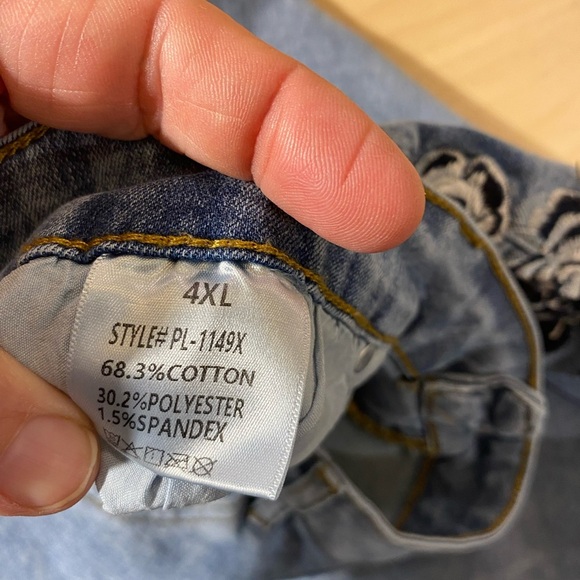 4XL
STYLE# PL-1149X
68.3%COTTON
30.2%POLYESTER
1.5%SPANDEX